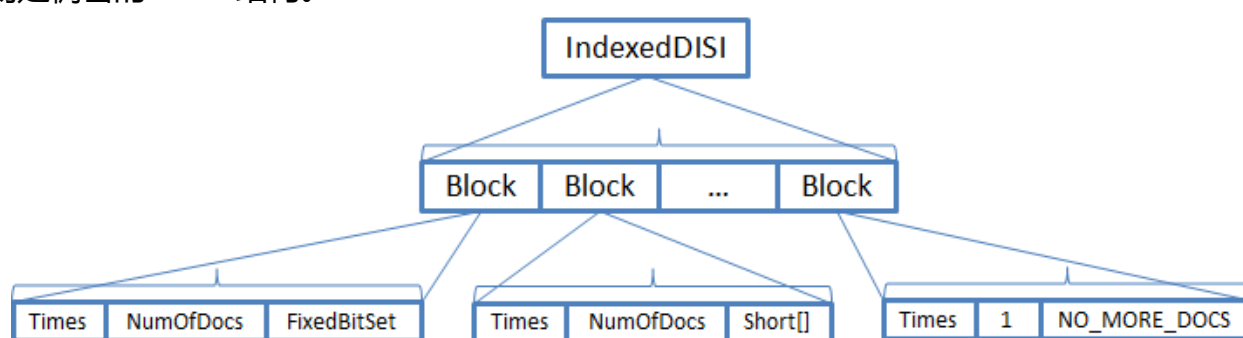 IndexedDISI
Block Block ... Block
Times NumOfDocs FixedBitSet Times NumOfDocs Short[] Times 1 NO_MORE_DOCS